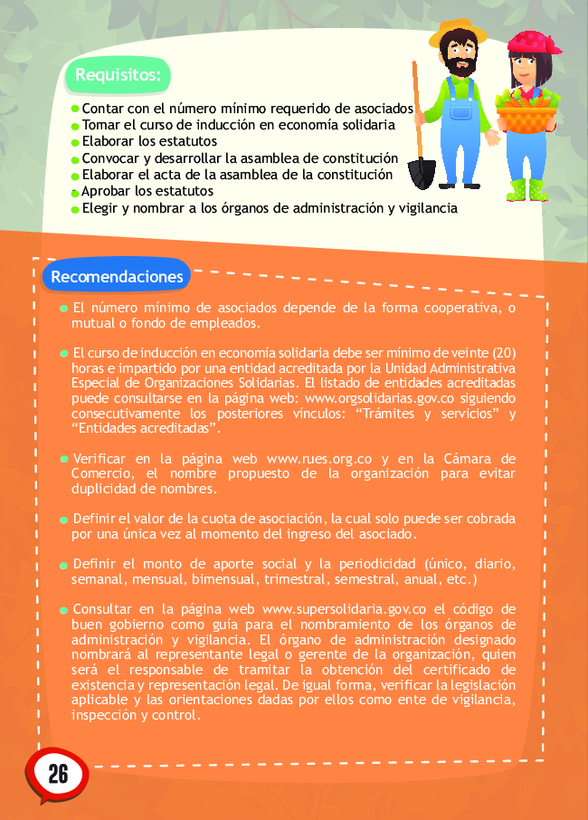 Requisitos:
Contar con el número mínimo requerido de asociados
Tomar el curso de inducción en economía solidaria
Elaborar los estatutos
Convocar y desarrollar la asamblea de constitución
Elaborar el acta de la asamblea de la constitución
Aprobar los estatutos
Elegir y nombrar a los órganos de administración y vigilancia
Recomendaciones
El número mínimo de asociados depende de la forma cooperativa, o
mutual o fondo de empleados.
El curso de inducción en economía solidaria debe ser mínimo de veinte (20)
horas e impartido por una entidad acreditada por la Unidad Administrativa
Especial de Organizaciones Solidarias. El listado de entidades acreditadas
puede consultarse en la página web: www.orgsolidarias.gov.co siguiendo
consecutivamente los posteriores vínculos: “Trámites y servicios” y
“Entidades acreditadas”.
Verificar en la página web www.rues.org.co y en la Cámara de
Comercio, el nombre propuesto de la organización para evitar
duplicidad de nombres.
Definir el valor de la cuota de asociación, la cual solo puede ser cobrada
por una única vez al momento del ingreso del asociado.
Definir el monto de aporte social y la periodicidad (único, diario,
semanal, mensual, bimensual, trimestral, semestral, anual, etc.)
Consultar en la página web www.supersolidaria.gov.co el código de
buen gobierno como guía para el nombramiento de los órganos de
administración y vigilancia. El órgano de administración designado
nombrará al representante legal o gerente de la organización, quien
será el responsable de tramitar la obtención del certificado de
existencia y representación legal. De igual forma, verificar la legislación
aplicable y las orientaciones dadas por ellos como ente de vigilancia,
inspección y control.
26